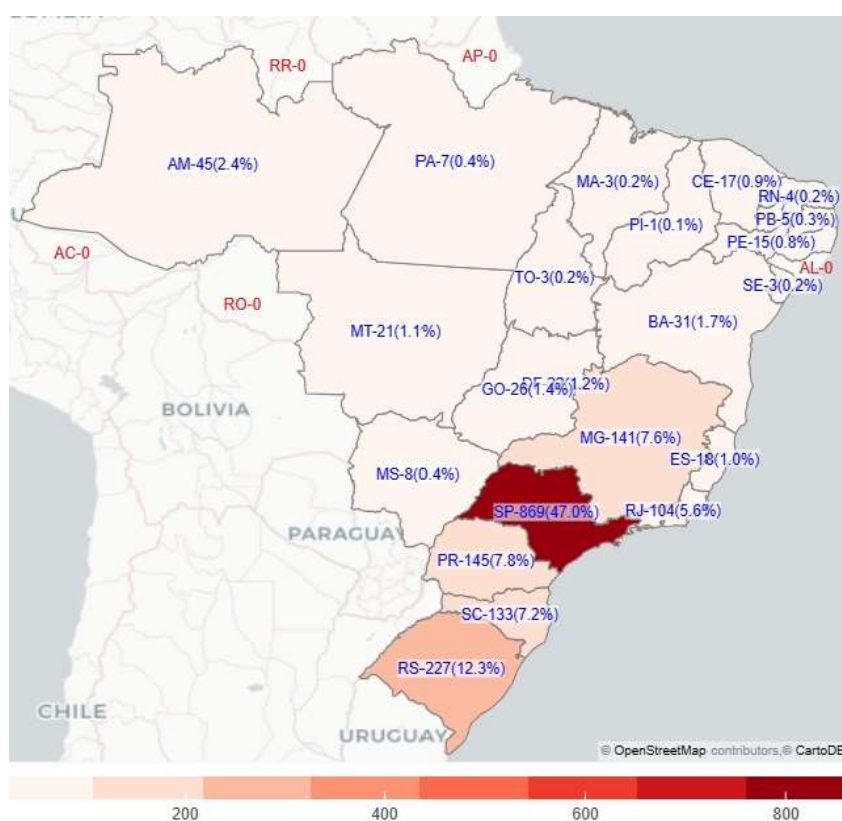 RR-0
AP-0
AM-45(2.4%)
PA-7(0.4%)
MA-3(0.2%)
CE-17(0.9%)
RN-4(0.2%)
PI-1(0.1%)
PB-5(0.3%)
PE-15(0.8%)
AC-0
AL-0
TO-3(0.2%)
SE-3(0.2%)
RO-0
MT-21(1.1%)
BA-31(1.7%)
GO-26(1.4%)
BOLIVIA
MG-141(7.6%)
ES-18(1.0%)
MS-8(0.4%)
SP-869(47.0%)
RJ-104(5.6%)
PARAGUAY
PR-145(7.8%)
SC-133(7.2%)
RS-227(12.3%)
CHILE
URUGUAY
© OpenStreetMap contributors,© CartoDB
200 400 600 800